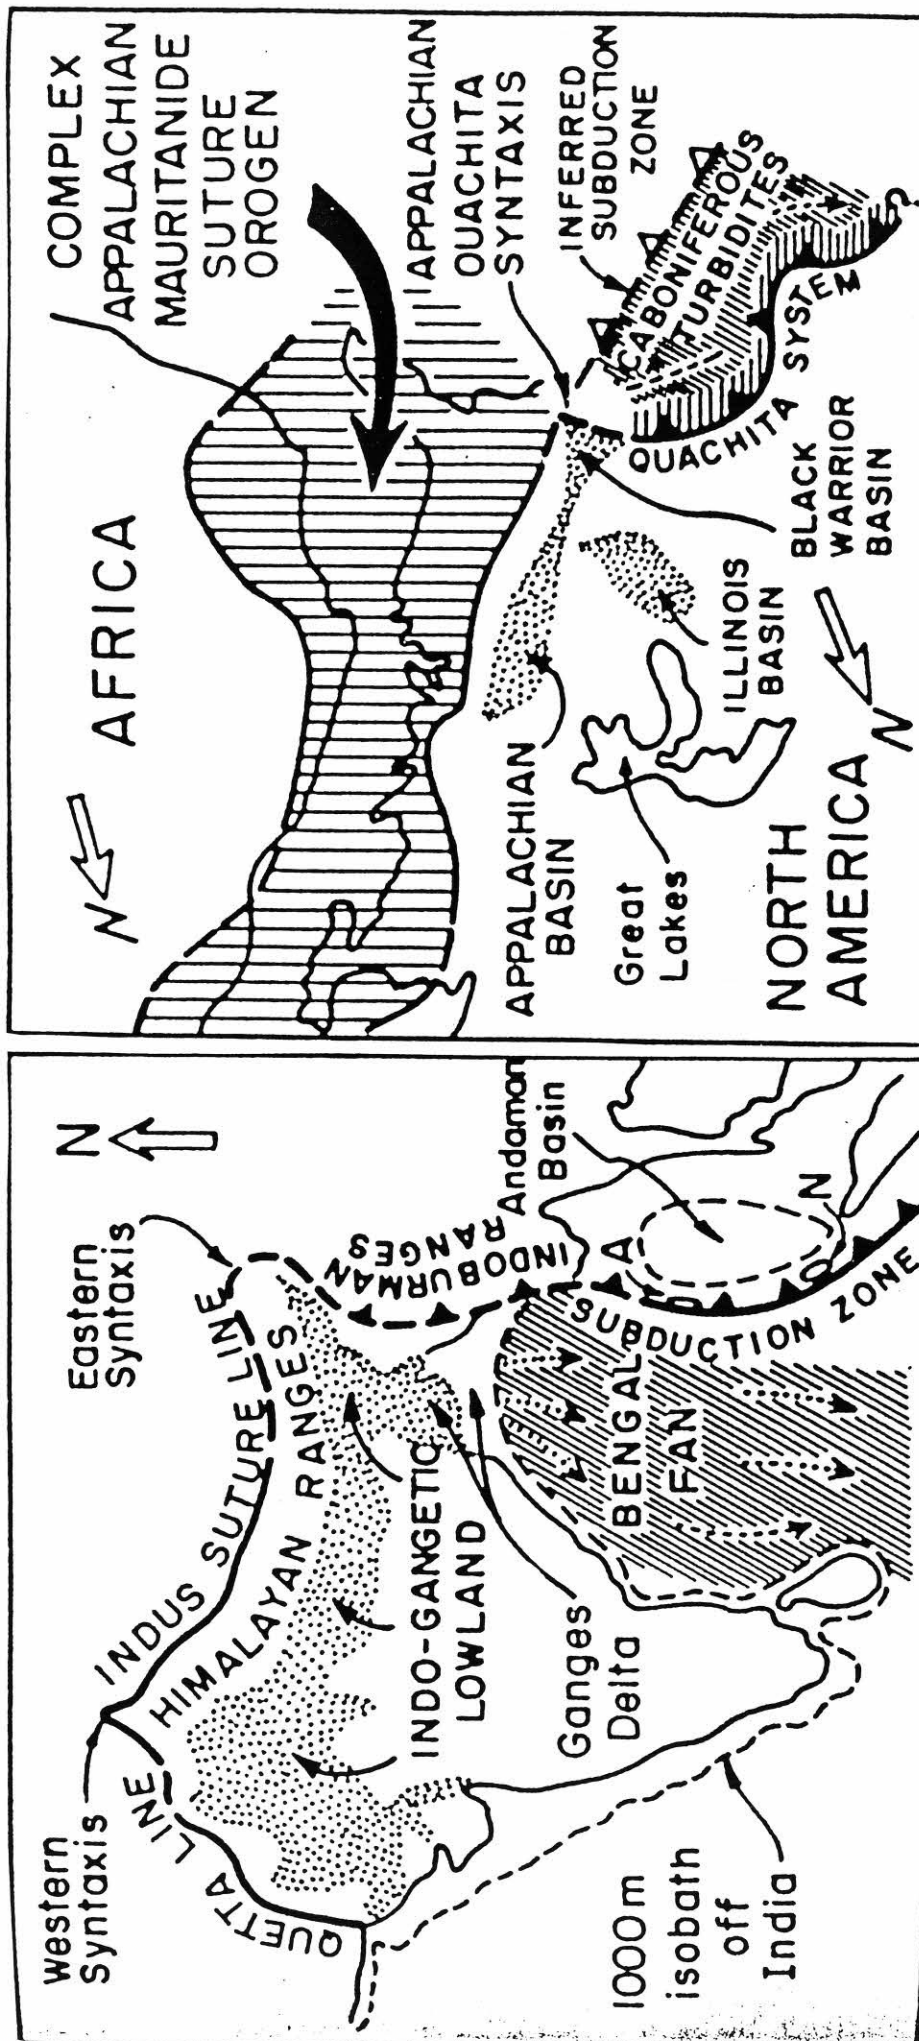 Western
Syntaxis
Eastern
Syntaxis
N
QUETTA LINE
INDUS SUTURE LINE
HIMALAYAN RANGES
INDO-GANGETIC
LOWLAND
Ganges
Delta
INDOBURMAN
RANGES
Andaman
Basin
A
N
SUBDUCTION ZONE
BENGAL
FAN
1000m
isobath
off
India
COMPLEX
APPALACHIAN
MAURITANIDE
SUTURE
OROGEN
N
AFRICA
APPALACHIAN
OUACHITA
SYNTAXIS
INFERRED
SUBDUCTION
ZONE
CABONIFEROUS
TURBIDITES
?
OUACHITA SYSTEM
APPALACHIAN
BASIN
Great
Lakes
ILLINOIS
BASIN
BLACK
WARRIOR
BASIN
NORTH
AMERICA
N